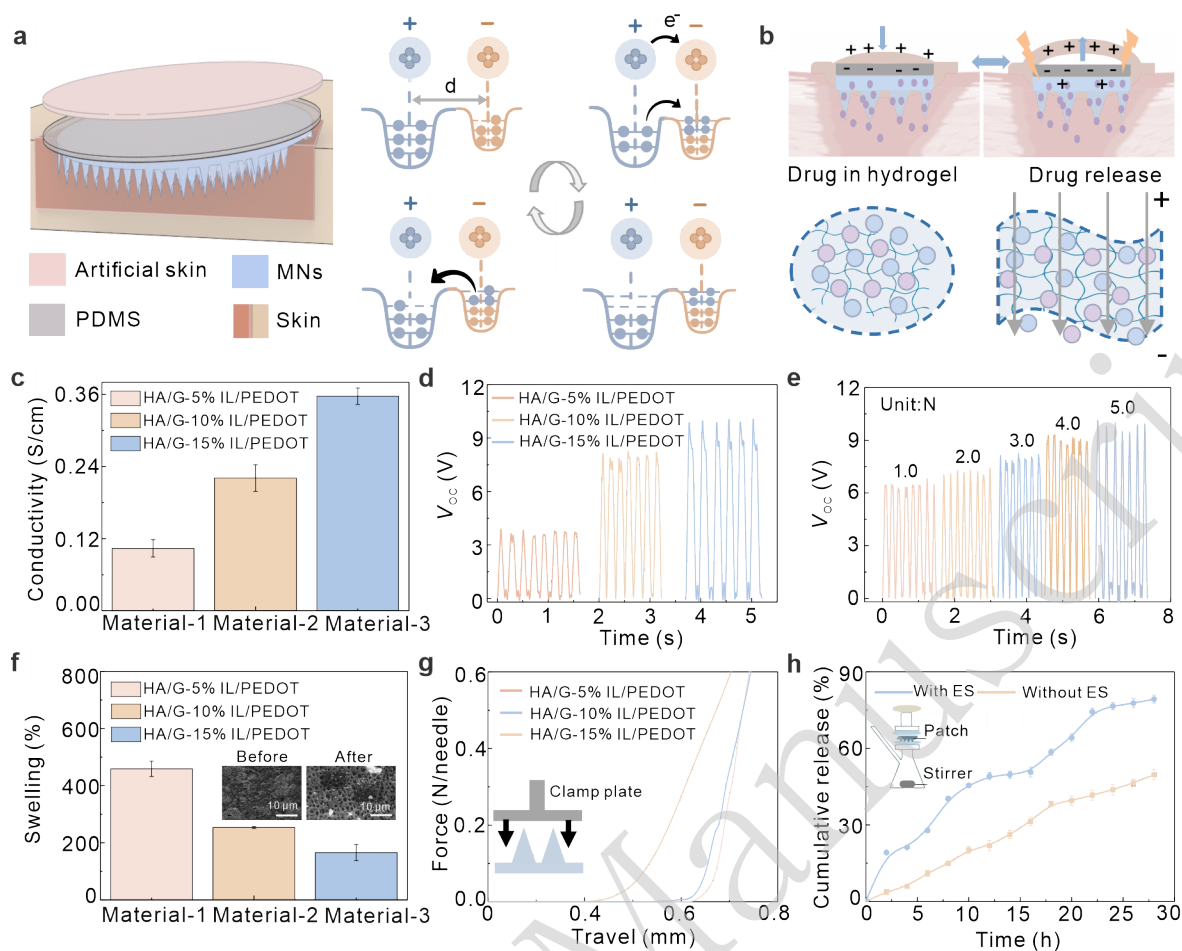 a
+
−
d
+
−
e⁻
+
−
+
−
Artificial skin
MNs
PDMS
Skin
b
+ + + + +
- - - -
+ + + + + +
- - - -
+ +
Drug in hydrogel
Drug release
+
-
c
Conductivity (S/cm)
0.36
0.24
0.12
0.00
HA/G-5% IL/PEDOT
HA/G-10% IL/PEDOT
HA/G-15% IL/PEDOT
Material-1 Material-2 Material-3
d
VOC (V)
12
9
6
3
0
HA/G-5% IL/PEDOT
HA/G-10% IL/PEDOT
HA/G-15% IL/PEDOT
0 1 2 3 4 5
Time (s)
e
VOC (V)
12
9
6
3
0
Unit:N
1.0
2.0
3.0
4.0
5.0
0 2 4 6 8
Time (s)
f
Swelling (%)
800
600
400
200
0
HA/G-5% IL/PEDOT
HA/G-10% IL/PEDOT
HA/G-15% IL/PEDOT
Before
After
10 μm
10 μm
Material-1 Material-2 Material-3
g
Force (N/needle)
0.6
0.4
0.2
0.0
HA/G-5% IL/PEDOT
HA/G-10% IL/PEDOT
HA/G-15% IL/PEDOT
Clamp plate
0 0.2 0.4 0.6 0.8
Travel (mm)
h
Cumulative release (%)
90
60
30
0
With ES
Without ES
Patch
Stirrer
0 5 10 15 20 25 30
Time (h)
Manuscri